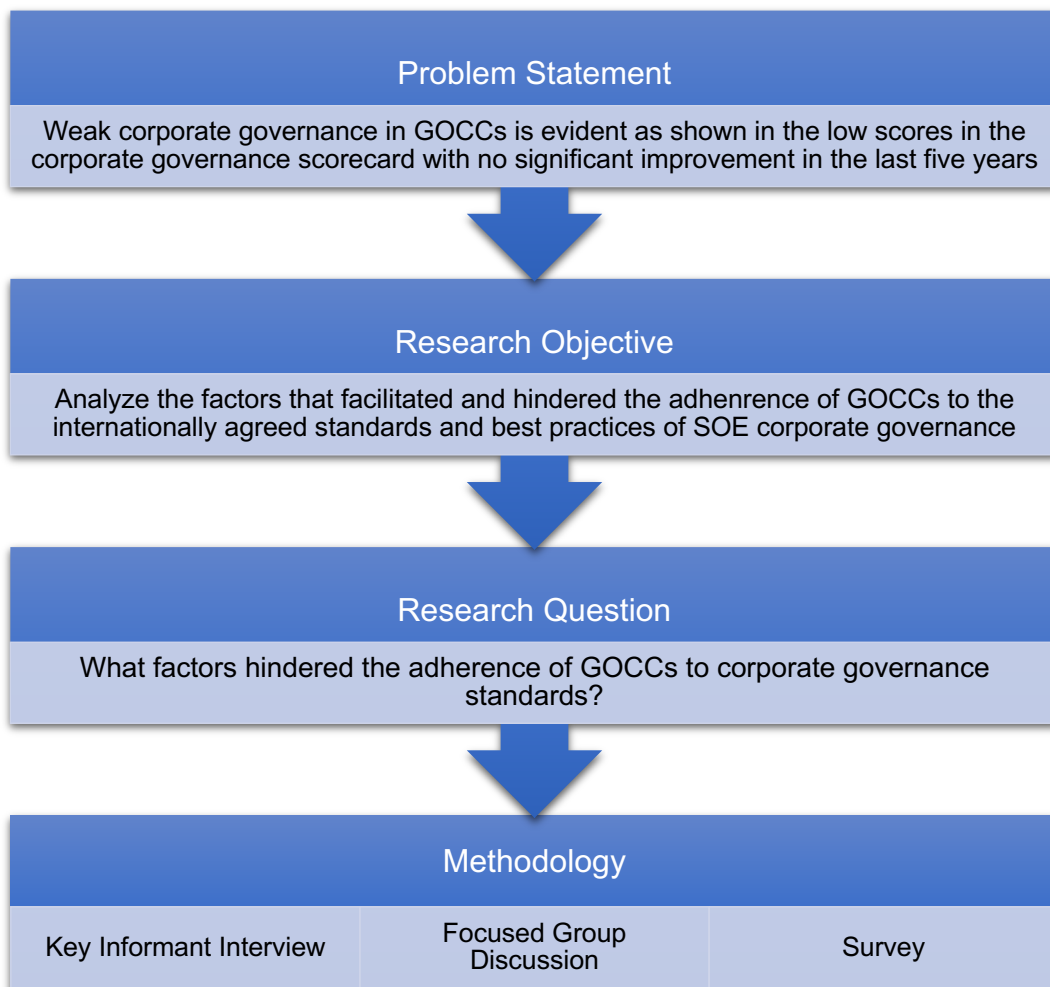 Problem Statement
Weak corporate governance in GOCCs is evident as shown in the low scores in the
corporate governance scorecard with no significant improvement in the last five years
Research Objective
Analyze the factors that facilitated and hindered the adhenrence of GOCCs to the
internationally agreed standards and best practices of SOE corporate governance
Research Question
What factors hindered the adherence of GOCCs to corporate governance
standards?
Methodology
Key Informant Interview
Focused Group
Discussion
Survey